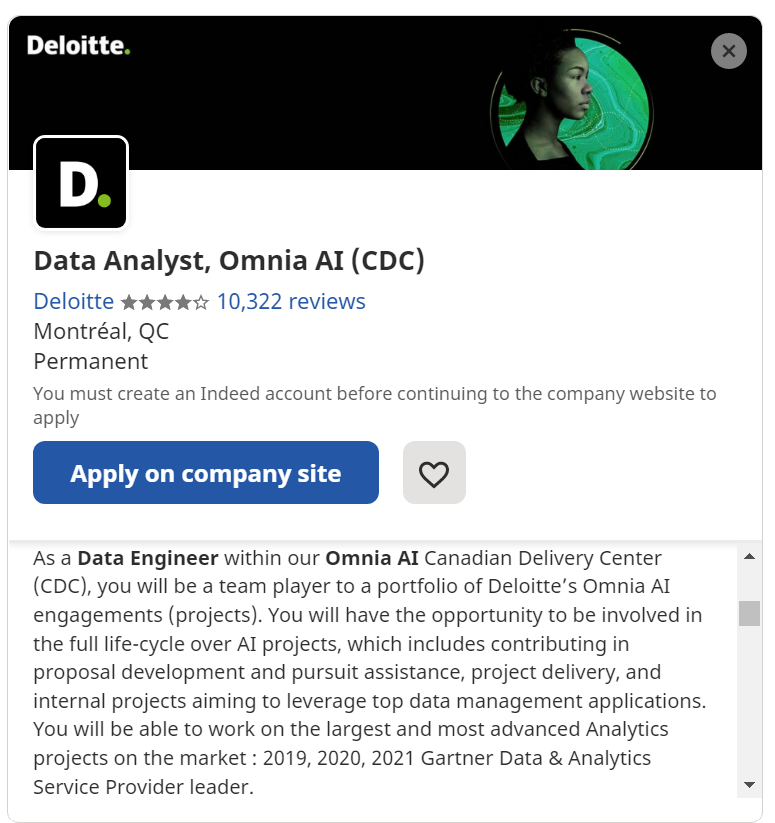 Deloitte.
D.
Data Analyst, Omnia AI (CDC)
Deloitte ★★★★☆ 10,322 reviews
Montréal, QC
Permanent
You must create an Indeed account before continuing to the company website to
apply
Apply on company site
As a Data Engineer within our Omnia AI Canadian Delivery Center
(CDC), you will be a team player to a portfolio of Deloitte’s Omnia AI
engagements (projects). You will have the opportunity to be involved in
the full life-cycle over AI projects, which includes contributing in
proposal development and pursuit assistance, project delivery, and
internal projects aiming to leverage top data management applications.
You will be able to work on the largest and most advanced Analytics
projects on the market : 2019, 2020, 2021 Gartner Data & Analytics
Service Provider leader.